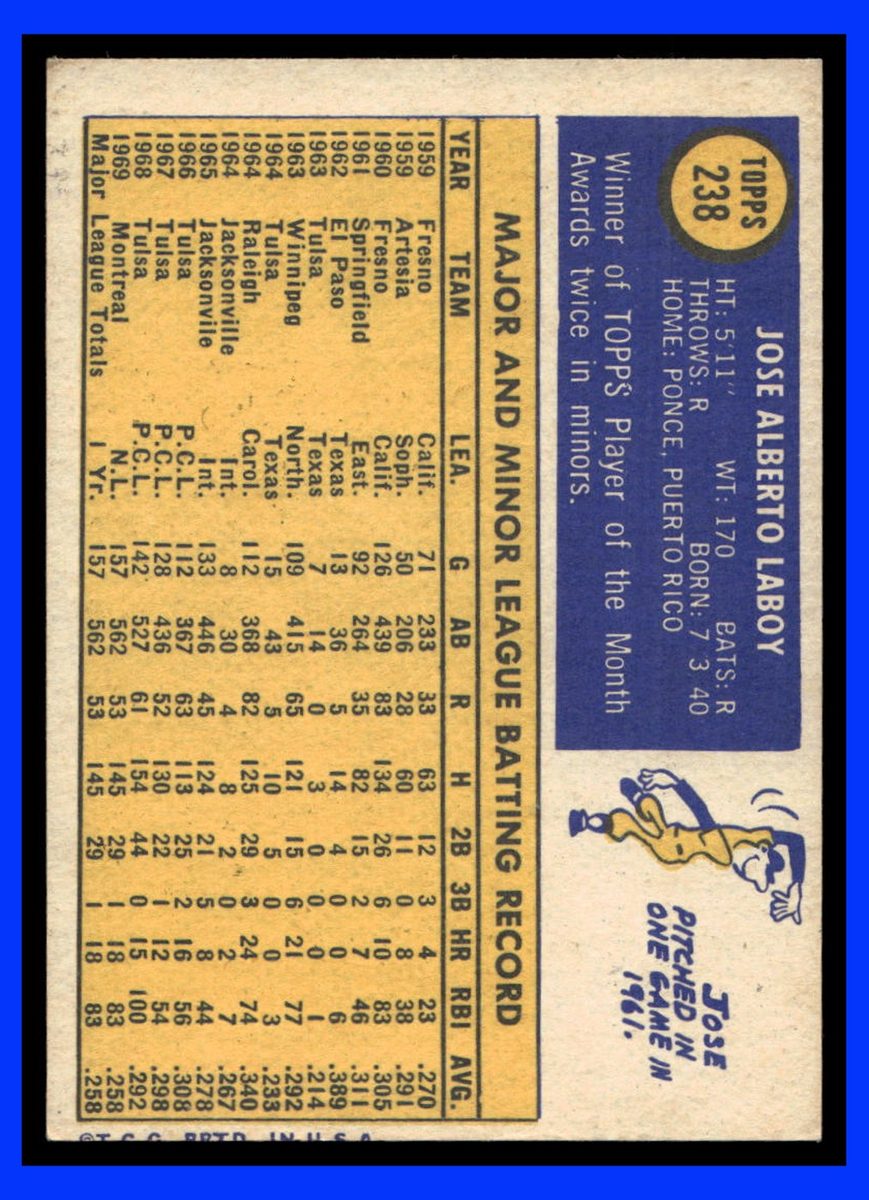 TOPPS
238
JOSE ALBERTO LABOY
HT: 5'11" WT: 170 BATS: R
THROWS: R BORN: 7 3 40
HOME: PONCE, PUERTO RICO
Winner of TOPPS Player of the Month
Awards twice in minors.
JOSE
PITCHED IN
ONE GAME IN
1961.
MAJOR AND MINOR LEAGUE BATTING RECORD
YEAR TEAM LEA. G AB R H 2B 3B HR RBI AVG.
1959 Fresno Calif. 71 233 33 63 12 3 4 23 .270
1959 Artesia Soph. 50 206 28 60 11 0 8 38 .291
1960 Fresno Calif. 126 439 83 134 26 6 10 83 .305
1961 Springfield East. 92 264 35 82 15 2 7 46 .311
1962 El Paso Texas 13 36 5 14 4 0 0 6 .389
1963 Tulsa Texas 7 14 0 3 0 0 0 1 .214
1963 Winnipeg North. 109 415 65 121 15 6 21 77 .292
1964 Tulsa Texas 15 43 5 10 5 0 0 3 .233
1964 Raleigh Carol. 112 368 82 125 29 3 24 74 .340
1964 Jacksonville Int. 8 30 4 8 2 0 2 7 .267
1965 Jacksonvile Int. 133 446 45 124 21 5 8 44 .278
1966 Tulsa P.C.L. 112 367 63 113 25 2 16 56 .308
1967 Tulsa P.C.L. 128 436 52 130 22 1 12 54 .298
1968 Tulsa P.C.L. 142 527 61 154 44 0 15 100 .292
1969 Montreal N.L. 157 562 53 145 29 1 18 83 .258
Major League Totals 1 Yr. 157 562 53 145 29 1 18 83 .258
©T.C.G. PRTD. IN U.S.A.